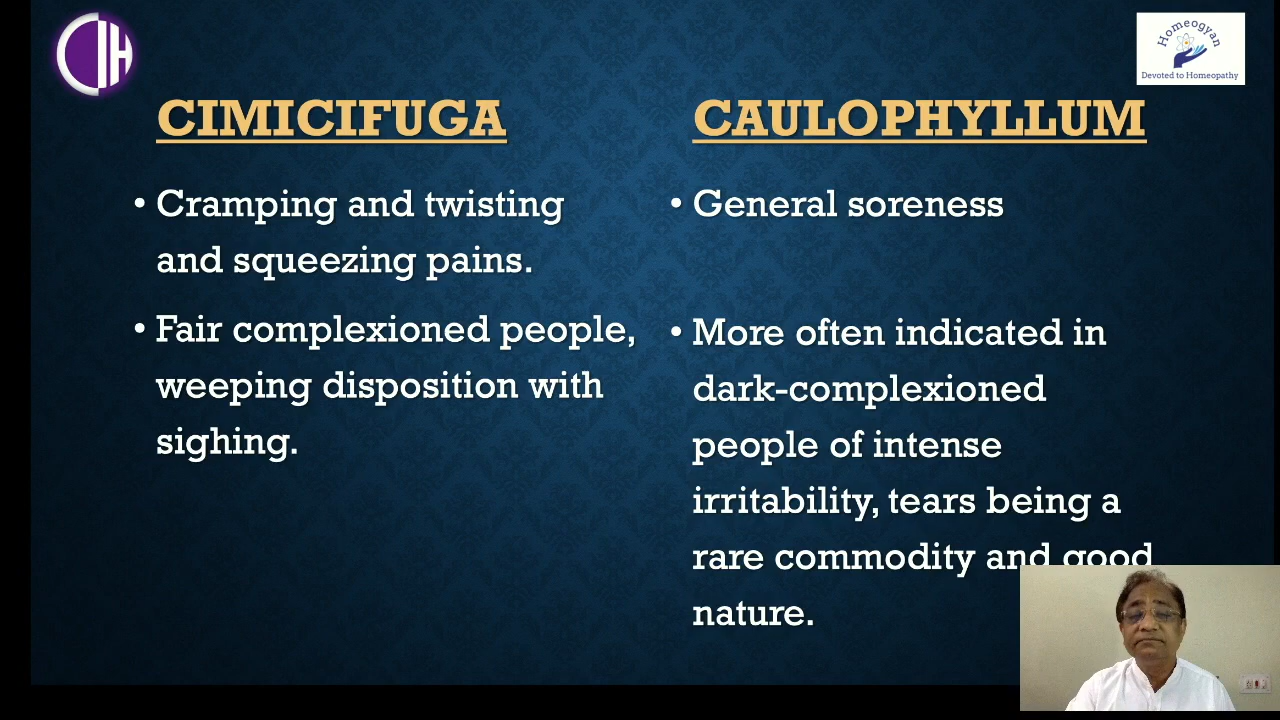 Homeogyan
Devoted to Homeopathy
CIMICIFUGA
• Cramping and twisting
and squeezing pains.
• Fair complexioned people,
weeping disposition with
sighing.
CAULOPHYLLUM
• General soreness
• More often indicated in
dark-complexioned
people of intense
irritability, tears being a
rare commodity and good
nature.